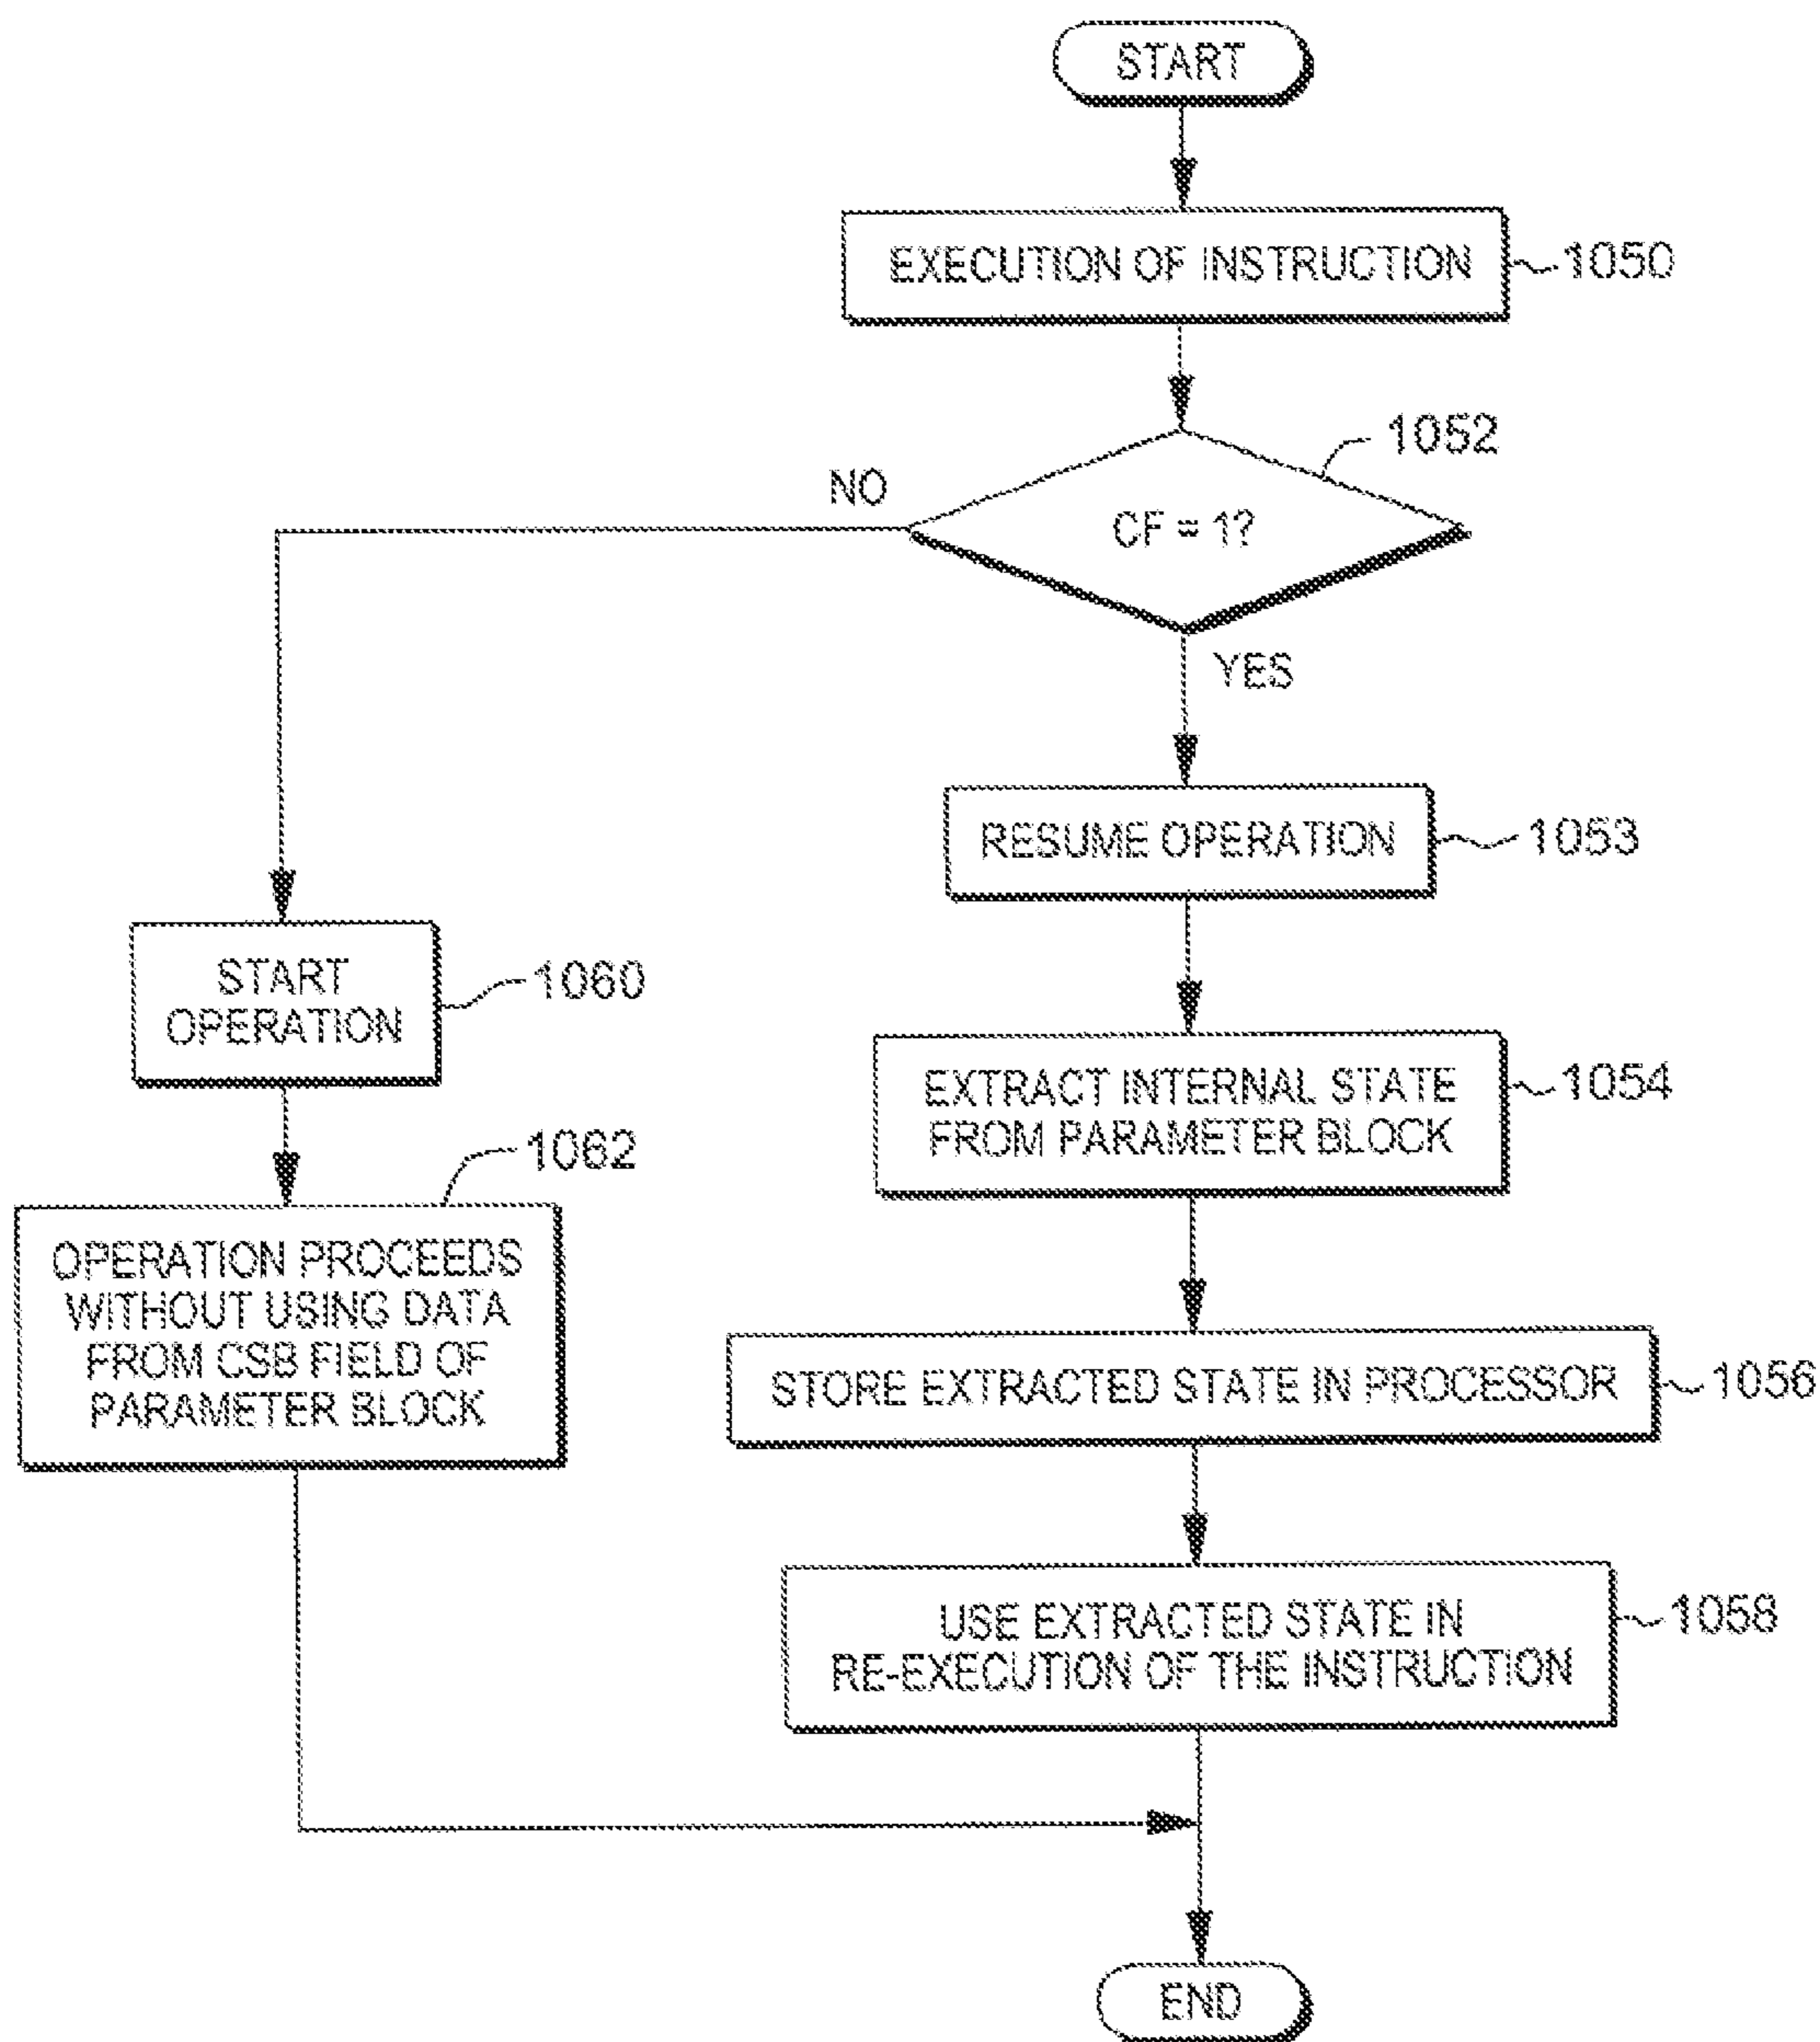 START
EXECUTION OF INSTRUCTION
1050
1052
NO
CF = 1?
YES
RESUME OPERATION
1053
START
OPERATION
1060
EXTRACT INTERNAL STATE
FROM PARAMETER BLOCK
1054
1062
OPERATION PROCEEDS
WITHOUT USING DATA
FROM CSB FIELD OF
PARAMETER BLOCK
STORE EXTRACTED STATE IN PROCESSOR
1056
USE EXTRACTED STATE IN
RE-EXECUTION OF THE INSTRUCTION
1058
END